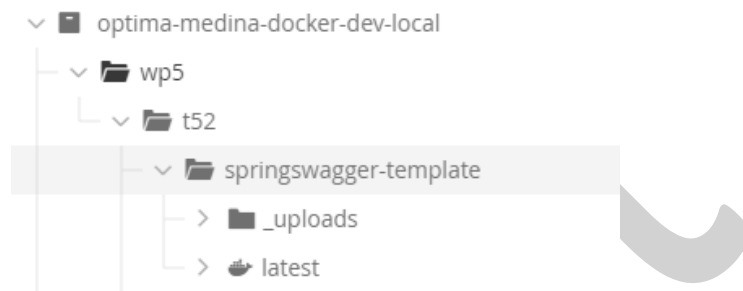 optima-medina-docker-dev-local
wp5
t52
springswagger-template
_uploads
latest